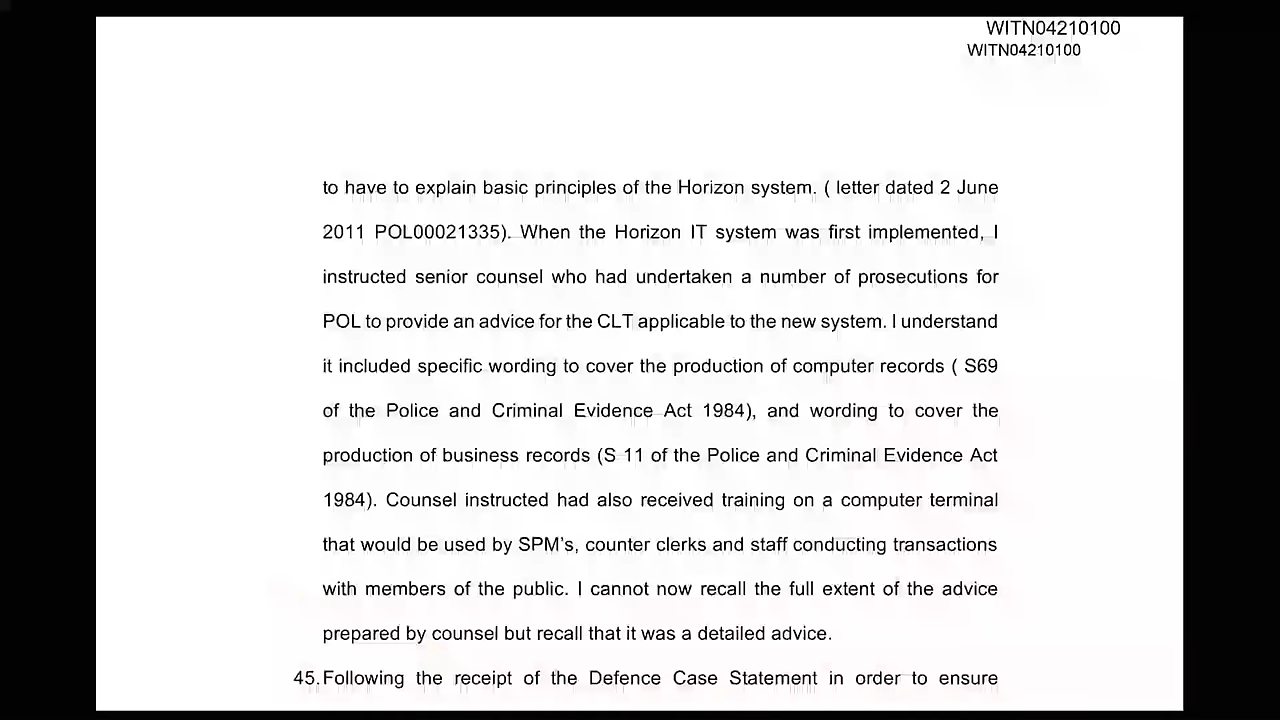 WITN04210100
WITN04210100
to have to explain basic principles of the Horizon system. ( letter dated 2 June
2011 POL00021335). When the Horizon IT system was first implemented, I
instructed senior counsel who had undertaken a number of prosecutions for
POL to provide an advice for the CLT applicable to the new system. I understand
it included specific wording to cover the production of computer records ( S69
of the Police and Criminal Evidence Act 1984), and wording to cover the
production of business records (S 11 of the Police and Criminal Evidence Act
1984). Counsel instructed had also received training on a computer terminal
that would be used by SPM's, counter clerks and staff conducting transactions
with members of the public. I cannot now recall the full extent of the advice
prepared by counsel but recall that it was a detailed advice.
45. Following the receipt of the Defence Case Statement in order to ensure